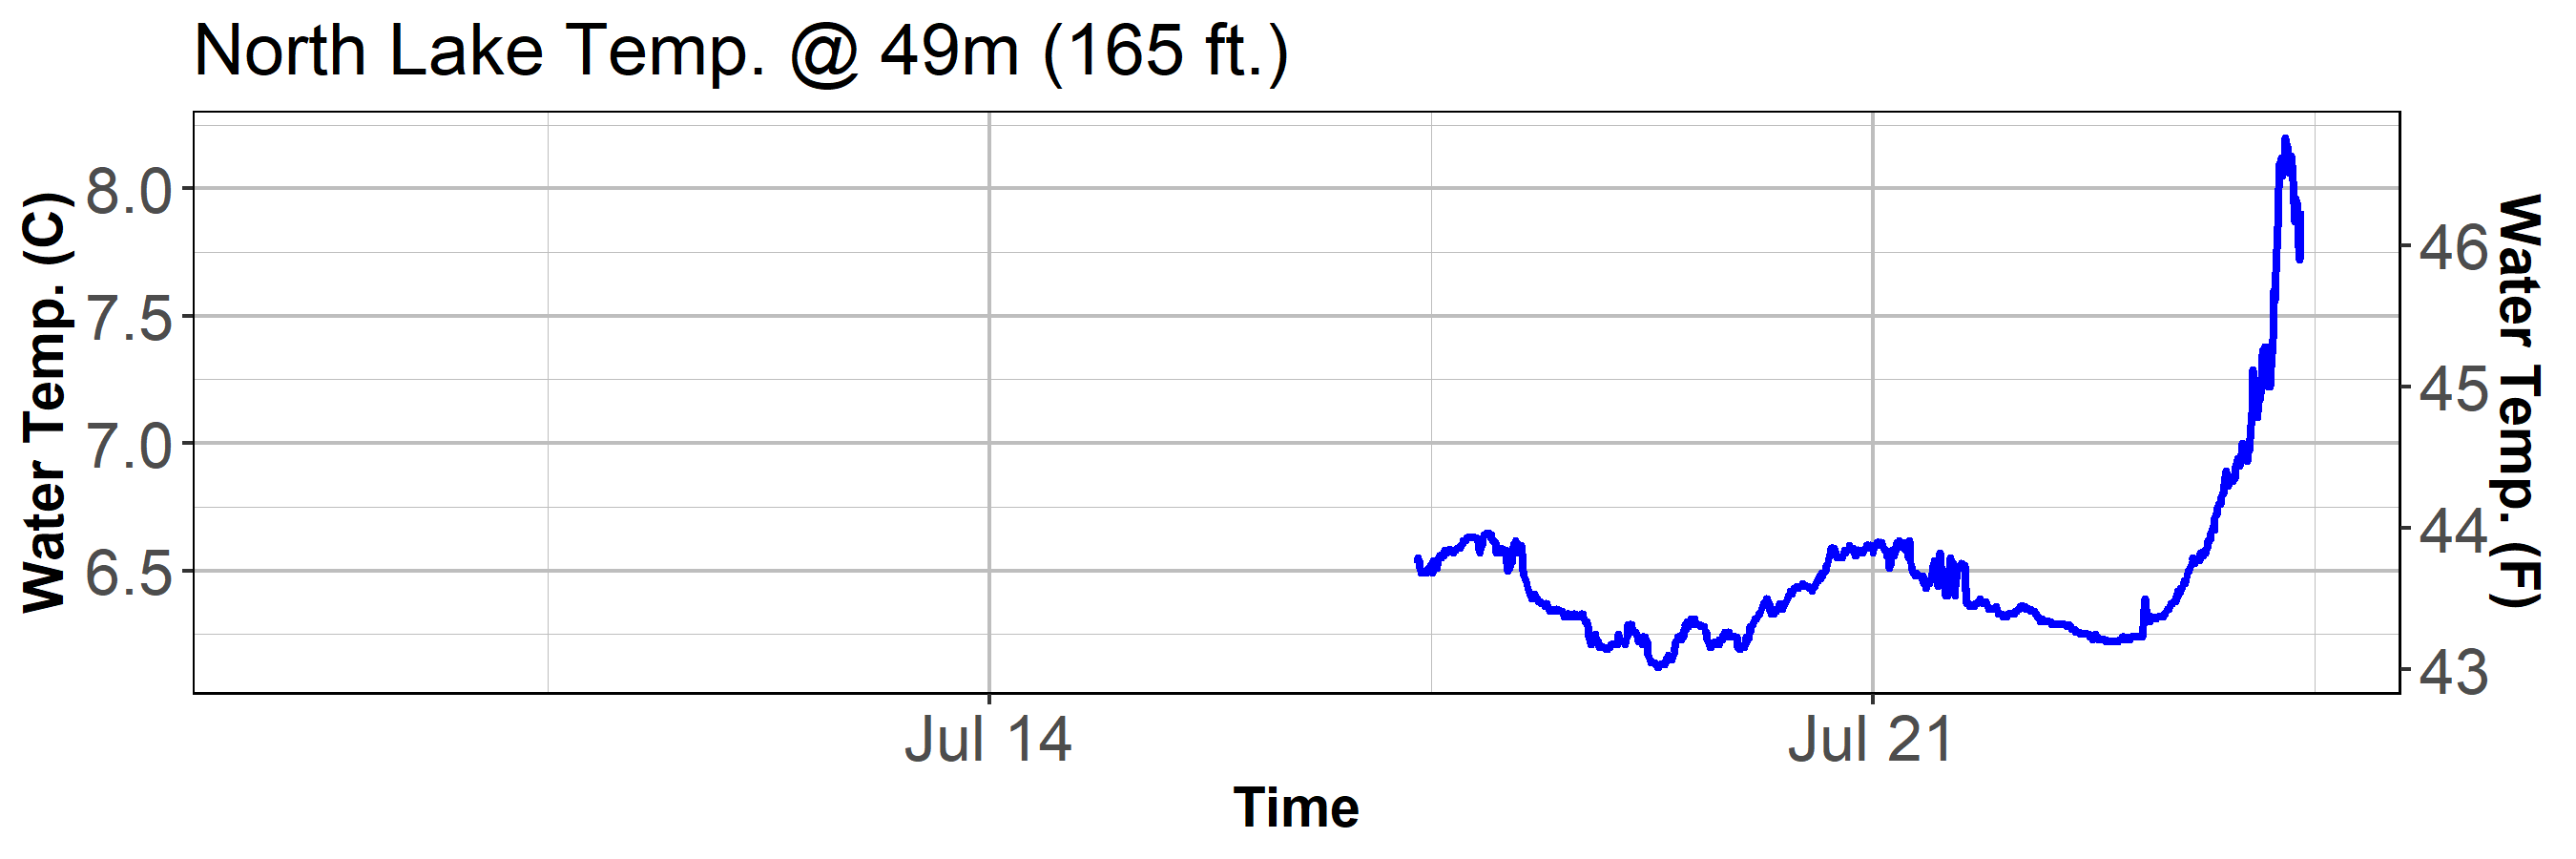 North Lake Temp. @ 49m (165 ft.)
Water Temp. (C)
8.0
7.5
7.0
6.5
46
45
44
43
Water Temp. (F)
Jul 14
Jul 21
Time